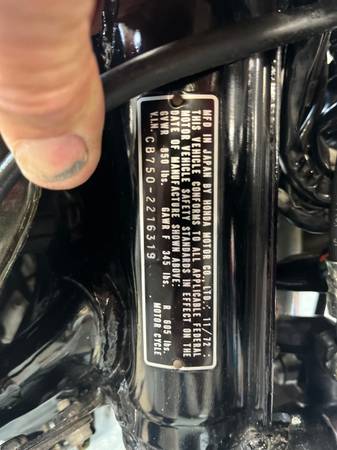 MFD IN JAPAN BY HONDA MOTOR CO., LTD., 11/72 :
THIS VEHICLE CONFORMS TO ALL APPLICABLE FEDERAL
MOTOR VEHICLE SAFETY STANDARDS IN EFFECT ON THE
DATE OF MANUFACTURE SHOWN ABOVE:
GVWR 850 lbs. GAWR F 345 lbs. R 605 lbs.
V.I.N. CB750-2216319 MOTOR CYCLE